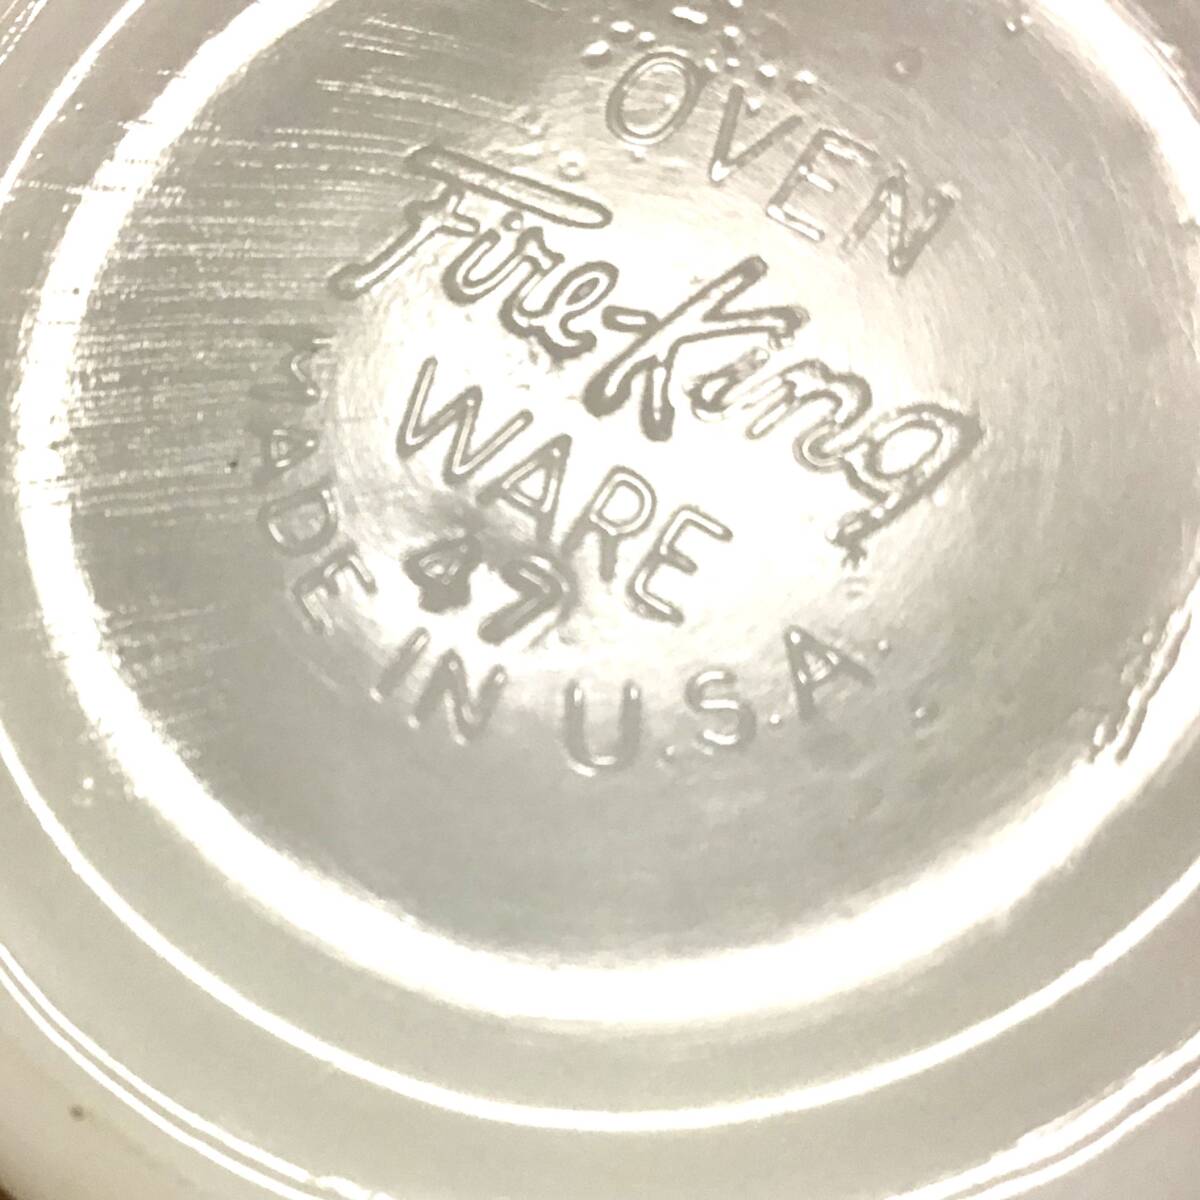 OVEN
Fire-King
WARE
47
MADE IN U.S.A.